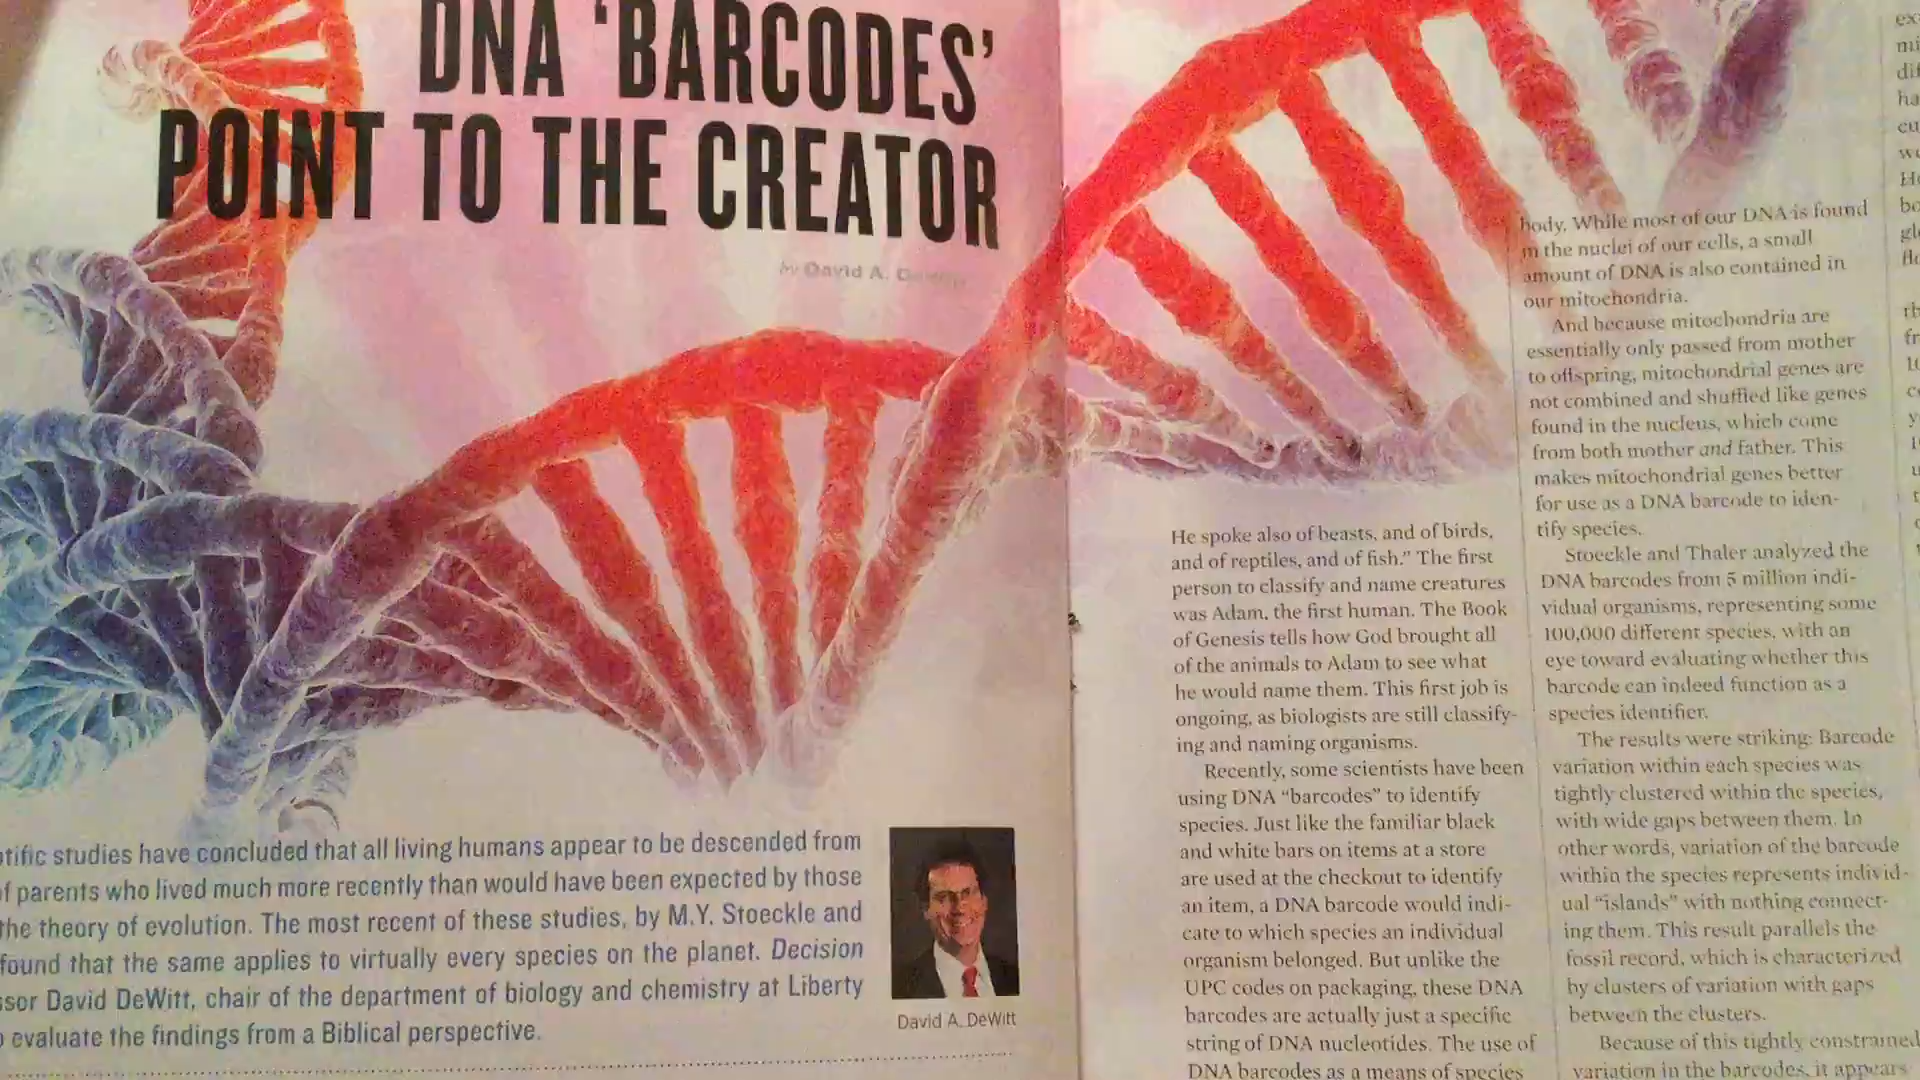 DNA ‘BARCODES’
POINT TO THE CREATOR
by David A.
tific studies have concluded that all living humans appear to be descended from
f parents who lived much more recently than would have been expected by those
the theory of evolution. The most recent of these studies, by M.Y. Stoeckle and
found that the same applies to virtually every species on the planet. Decision
ssor David DeWitt, chair of the department of biology and chemistry at Liberty
o evaluate the findings from a Biblical perspective.
David A. DeWitt
He spoke also of beasts, and of birds,
and of reptiles, and of fish.” The first
person to classify and name creatures
was Adam, the first human. The Book
of Genesis tells how God brought all
of the animals to Adam to see what
he would name them. This first job is
ongoing, as biologists are still classify-
ing and naming organisms.
Recently, some scientists have been
using DNA “barcodes” to identify
species. Just like the familiar black
and white bars on items at a store
are used at the checkout to identify
an item, a DNA barcode would indi-
cate to which species an individual
organism belonged. But unlike the
UPC codes on packaging, these DNA
barcodes are actually just a specific
string of DNA nucleotides. The use of
DNA barcodes as a means of species
body. While most of our DNA is found
in the nuclei of our cells, a small
amount of DNA is also contained in
our mitochondria.
And because mitochondria are
essentially only passed from mother
to offspring, mitochondrial genes are
not combined and shuffled like genes
found in the nucleus, which come
from both mother and father. This
makes mitochondrial genes better
for use as a DNA barcode to iden-
tify species.
Stoeckle and Thaler analyzed the
DNA barcodes from 5 million indi-
vidual organisms, representing some
100,000 different species, with an
eye toward evaluating whether this
barcode can indeed function as a
species identifier.
The results were striking: Barcode
variation within each species was
tightly clustered within the species,
with wide gaps between them. In
other words, variation of the barcode
within the species represents individ-
ual “islands” with nothing connect-
ing them. This result parallels the
fossil record, which is characterized
by clusters of variation with gaps
between the clusters.
Because of this tightly constrained
variation in the barcodes, it appears